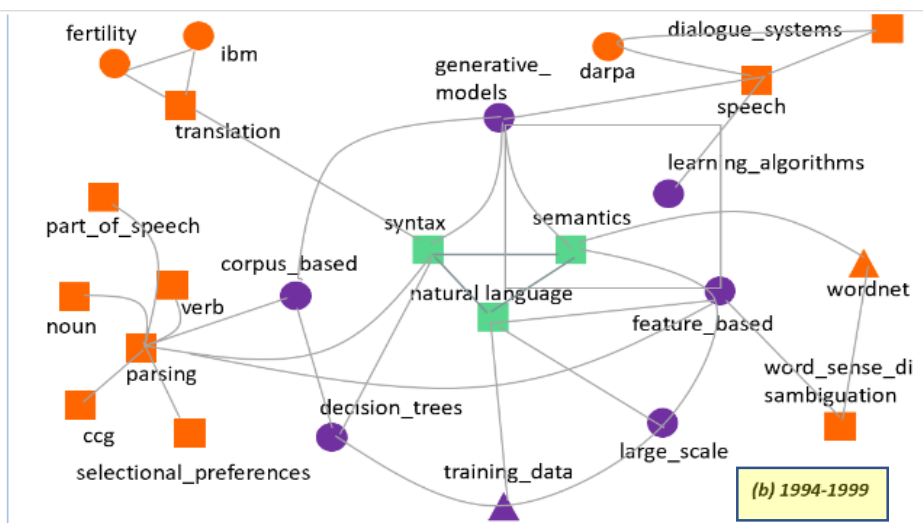 dialogue_systems
fertility
ibm
generative_
models
darpa
speech
translation
learning_algorithms
part_of_speech
syntax
semantics
corpus_based
wordnet
natural language
verb
noun
feature_based
parsing
word_sense_di
sambiguation
decision_trees
ccg
large_scale
selectional_preferences
training_data
(b) 1994-1999